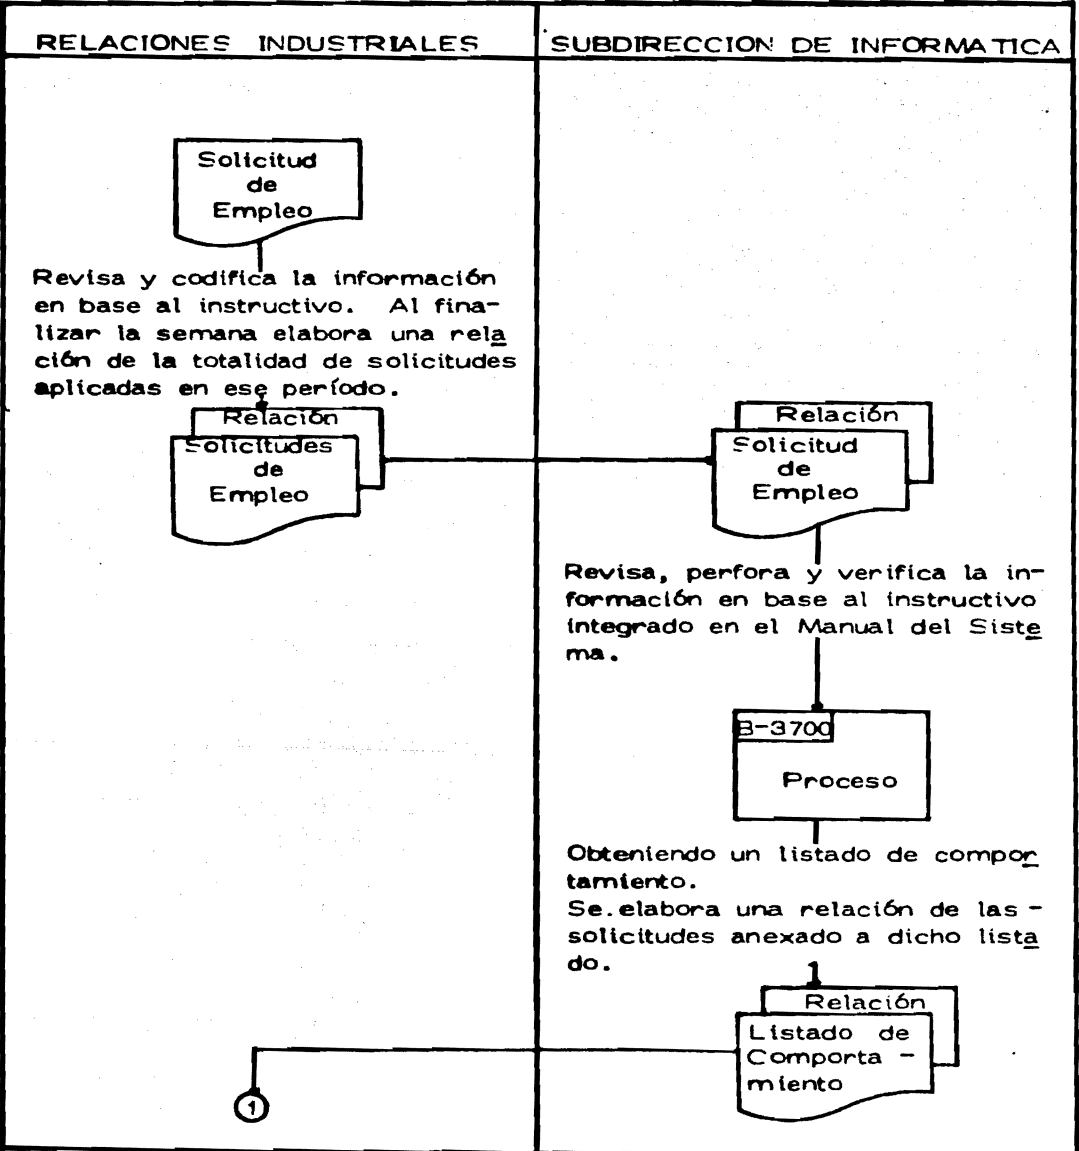 RELACIONES INDUSTRIALES
SUBDIRECCION DE INFORMATICA
Solicitud
de
Empleo
Revisa y codifica la información
en base al instructivo. Al fina-
lizar la semana elabora una rela
ción de la totalidad de solicitudes
aplicadas en ese período.
Relación
Solicitudes
de
Empleo
Relación
Solicitud
de
Empleo
Revisa, perfora y verifica la in-
formación en base al instructivo
integrado en el Manual del Siste
ma.
B-3700
Proceso
Obteniendo un listado de compor
tamiento.
Se.elabora una relación de las -
solicitudes anexado a dicho lista
do.
Relación
Listado de
Comporta -
miento
1